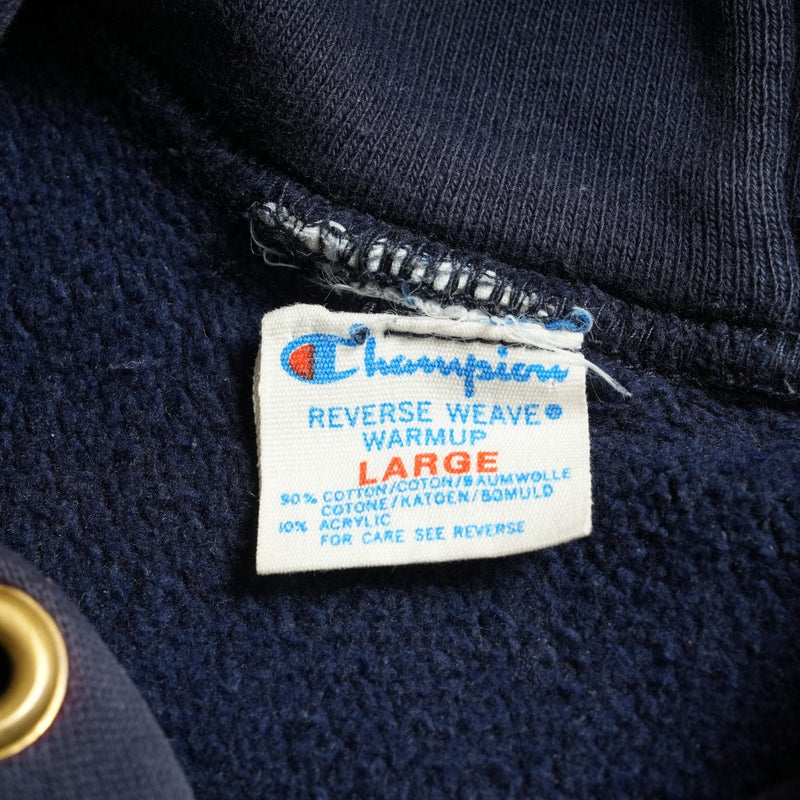 Champion
REVERSE WEAVE®
WARMUP
LARGE
90% COTTON/COTON/BAUMWOLLE
COTONE/KATOEN/BOMULD
10% ACRYLIC
FOR CARE SEE REVERSE